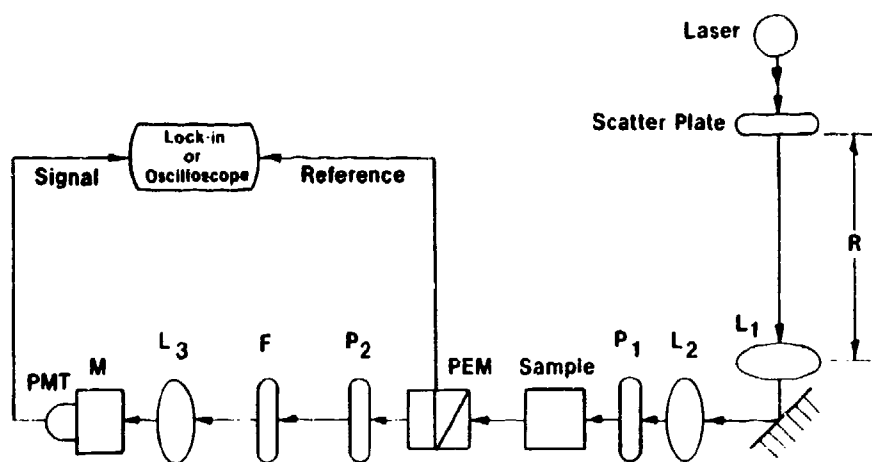 Laser
Scatter Plate
Lock-in
or
Oscilloscope
Signal
Reference
R
L1
PMT
M
L3
F
P2
PEM
Sample
P1
L2